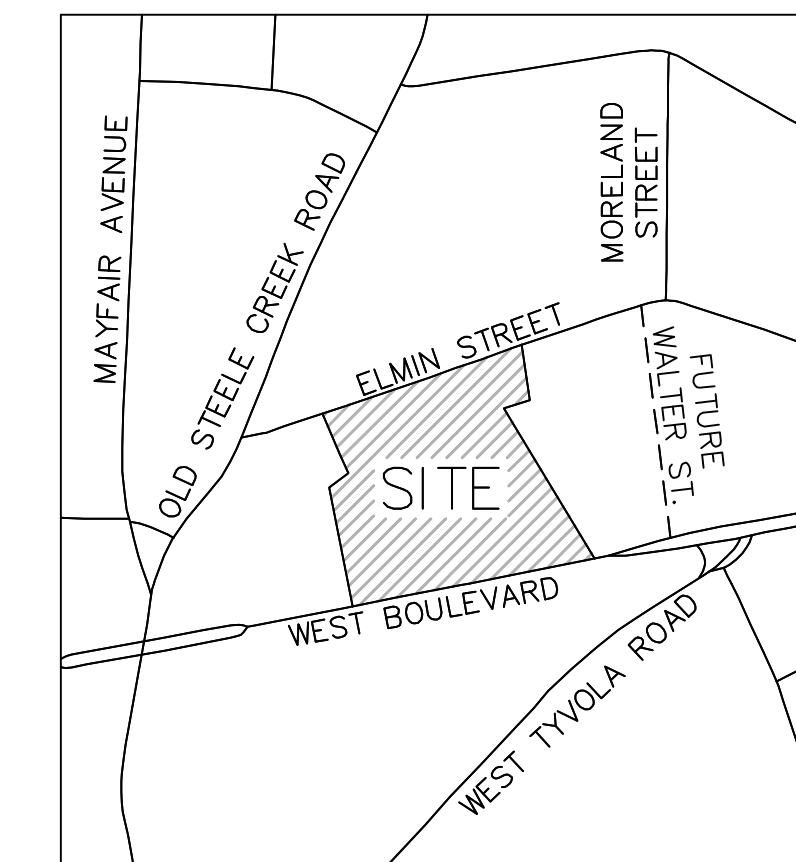 MORELAND
STREET
MAYFAIR AVENUE
OLD STEELE CREEK ROAD
ELMIN STREET
FUTURE
WALTER ST.
SITE
WEST BOULEVARD
WEST TYVOLA ROAD